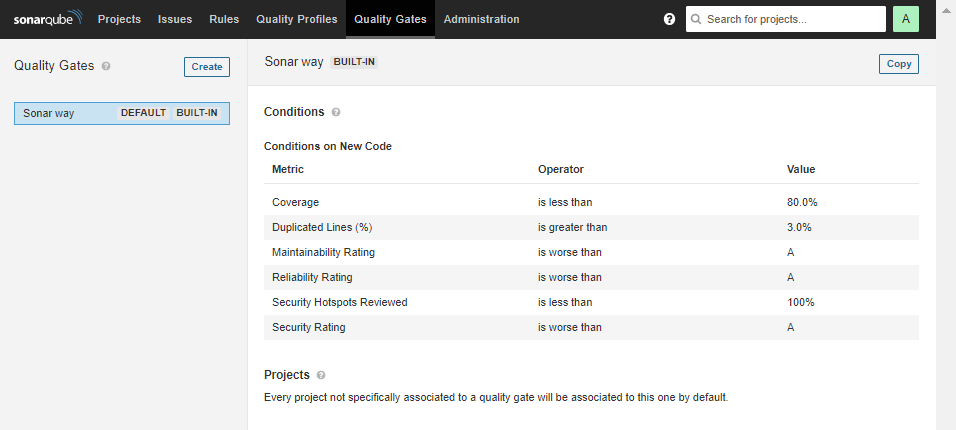 sonarqube Projects Issues Rules Quality Profiles Quality Gates Administration ? Search for projects... A
Quality Gates ? Create
Sonar way DEFAULT BUILT-IN
Sonar way BUILT-IN Copy
Conditions ?
Conditions on New Code
Metric Operator Value
Coverage is less than 80.0%
Duplicated Lines (%) is greater than 3.0%
Maintainability Rating is worse than A
Reliability Rating is worse than A
Security Hotspots Reviewed is less than 100%
Security Rating is worse than A
Projects ?
Every project not specifically associated to a quality gate will be associated to this one by default.